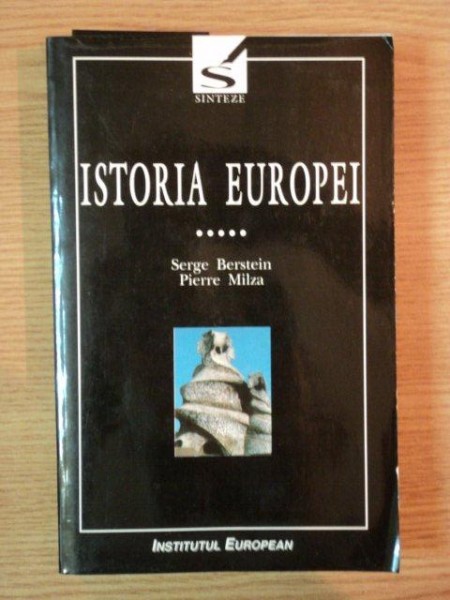 S
SINTEZE
ISTORIA EUROPEI
•••••
Serge Berstein
Pierre Milza
INSTITUTUL EUROPEAN